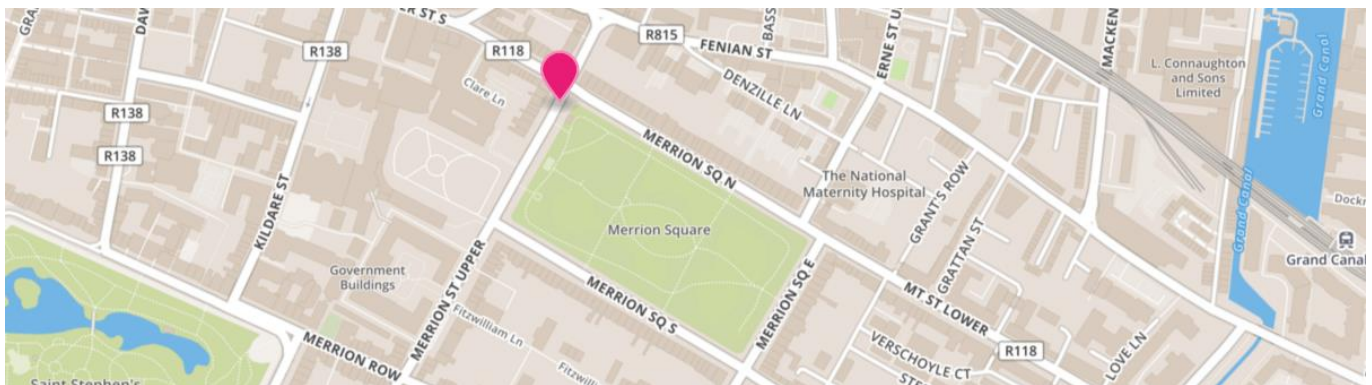 R138
R118
R815
FENIAN ST
Clare Ln
DENZILLE LN
L. Connaughton
and Sons
Limited
Grand Canal
R138
R138
MERRION SQ N
The National
Maternity Hospital
GRANT'S ROW
GRATTAN ST
Grand Canal
KILDARE ST
Merrion Square
Government
Buildings
MERRION ST UPPER
MERRION SQ S
MERRION SQ E
MT ST LOWER
Grand Canal
Fitzwilliam Ln
MERRION ROW
VERSCHOYLE CT
R118
LOVE LN
Saint Stephen's